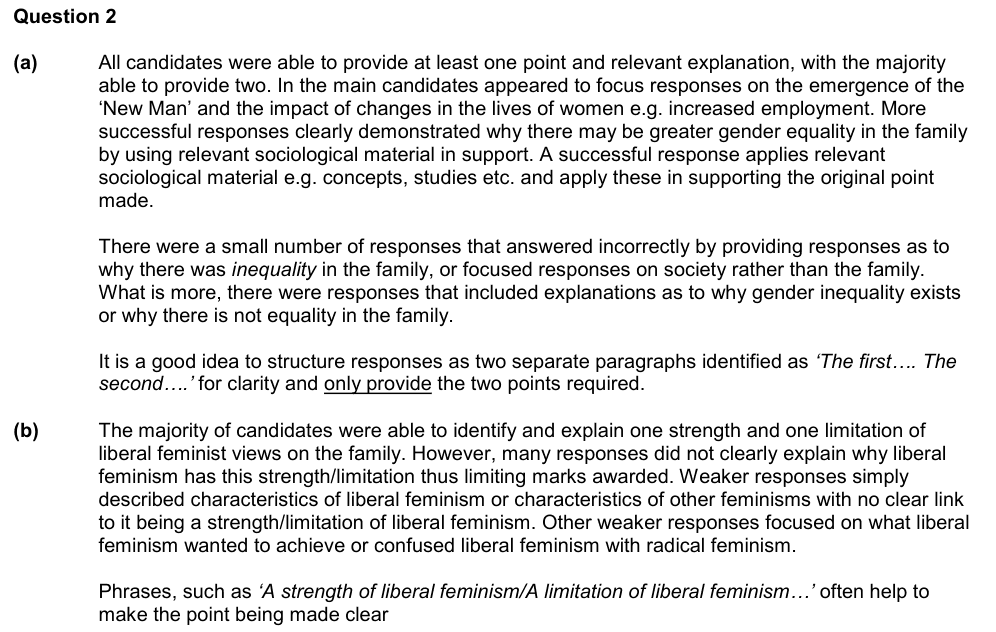 Question 2
(a) All candidates were able to provide at least one point and relevant explanation, with the majority
able to provide two. In the main candidates appeared to focus responses on the emergence of the
‘New Man’ and the impact of changes in the lives of women e.g. increased employment. More
successful responses clearly demonstrated why there may be greater gender equality in the family
by using relevant sociological material in support. A successful response applies relevant
sociological material e.g. concepts, studies etc. and apply these in supporting the original point
made.
There were a small number of responses that answered incorrectly by providing responses as to
why there was inequality in the family, or focused responses on society rather than the family.
What is more, there were responses that included explanations as to why gender inequality exists
or why there is not equality in the family.
It is a good idea to structure responses as two separate paragraphs identified as ‘The first…. The
second….’ for clarity and only provide the two points required.
(b) The majority of candidates were able to identify and explain one strength and one limitation of
liberal feminist views on the family. However, many responses did not clearly explain why liberal
feminism has this strength/limitation thus limiting marks awarded. Weaker responses simply
described characteristics of liberal feminism or characteristics of other feminisms with no clear link
to it being a strength/limitation of liberal feminism. Other weaker responses focused on what liberal
feminism wanted to achieve or confused liberal feminism with radical feminism.
Phrases, such as ‘A strength of liberal feminism/A limitation of liberal feminism…’ often help to
make the point being made clear